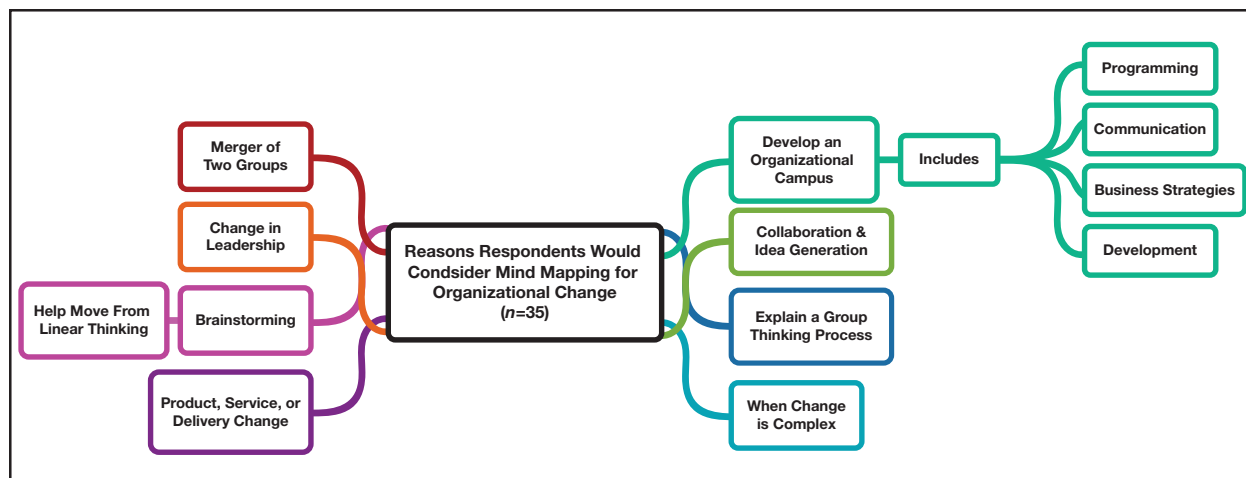 Reasons Respondents Would
Condsider Mind Mapping for
Organizational Change
(n=35)
Merger of
Two Groups
Change in
Leadership
Brainstorming
Help Move From
Linear Thinking
Product, Service, or
Delivery Change
Develop an
Organizational
Campus
Includes
Programming
Communication
Business Strategies
Development
Collaboration &
Idea Generation
Explain a Group
Thinking Process
When Change
is Complex